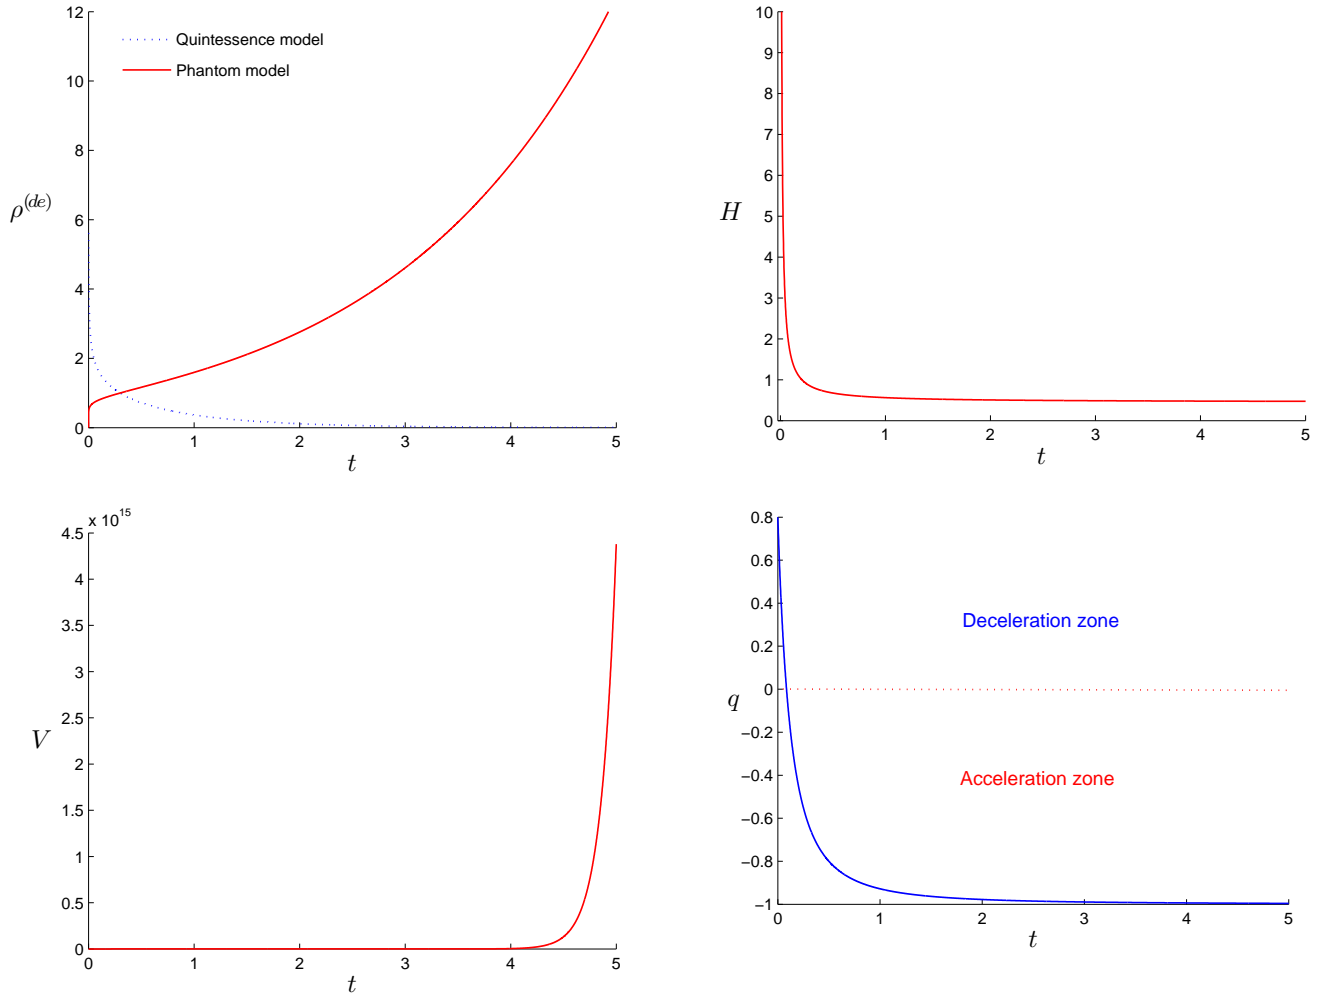 12
10
8
6
4
2
0
0 1 2 3 4 5
ρ^(de)
t
Quintessence model
Phantom model
10
9
8
7
6
5
4
3
2
1
0
0 1 2 3 4 5
H
t
x 10^15
4.5
4
3.5
3
2.5
2
1.5
1
0.5
0
0 1 2 3 4 5
V
t
0.8
0.6
0.4
0.2
0
−0.2
−0.4
−0.6
−0.8
−1
0 1 2 3 4 5
q
t
Deceleration zone
Acceleration zone